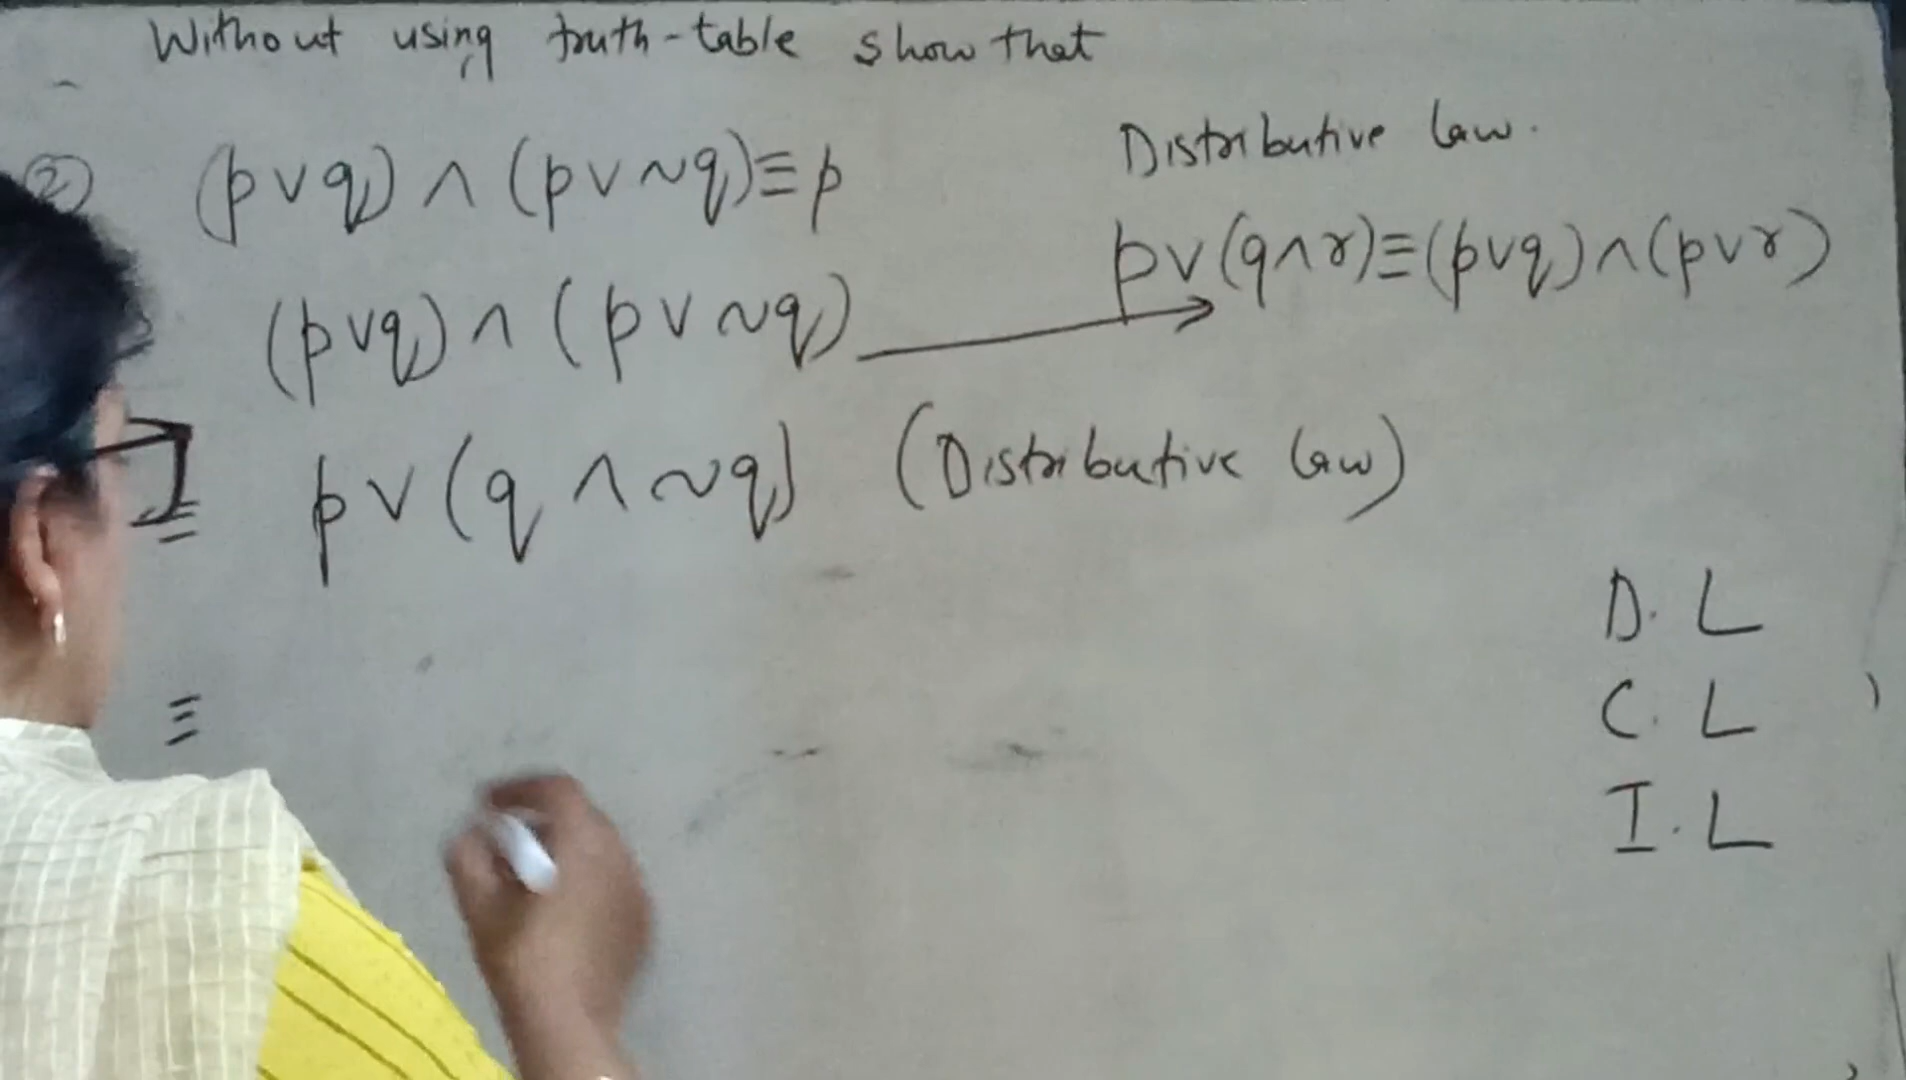 Without using truth-table show that
② (p∨q) ∧ (p∨∼q)≡p
Distributive law.
p∨(q∧r)≡(p∨q)∧(p∨r)
(p∨q) ∧ (p∨∼q)
≡ p∨(q ∧ ∼q) (Distributive law)
≡
D. L
C. L
I. L